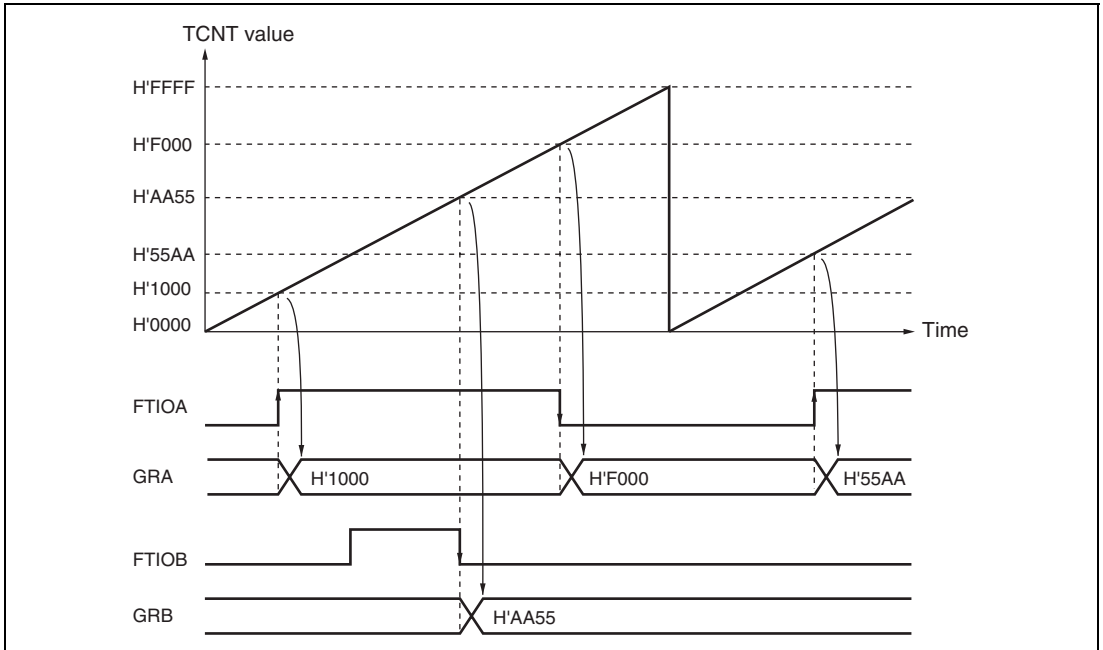 TCNT value
H'FFFF
H'F000
H'AA55
H'55AA
H'1000
H'0000
Time
FTIOA
GRA
H'1000
H'F000
H'55AA
FTIOB
GRB
H'AA55